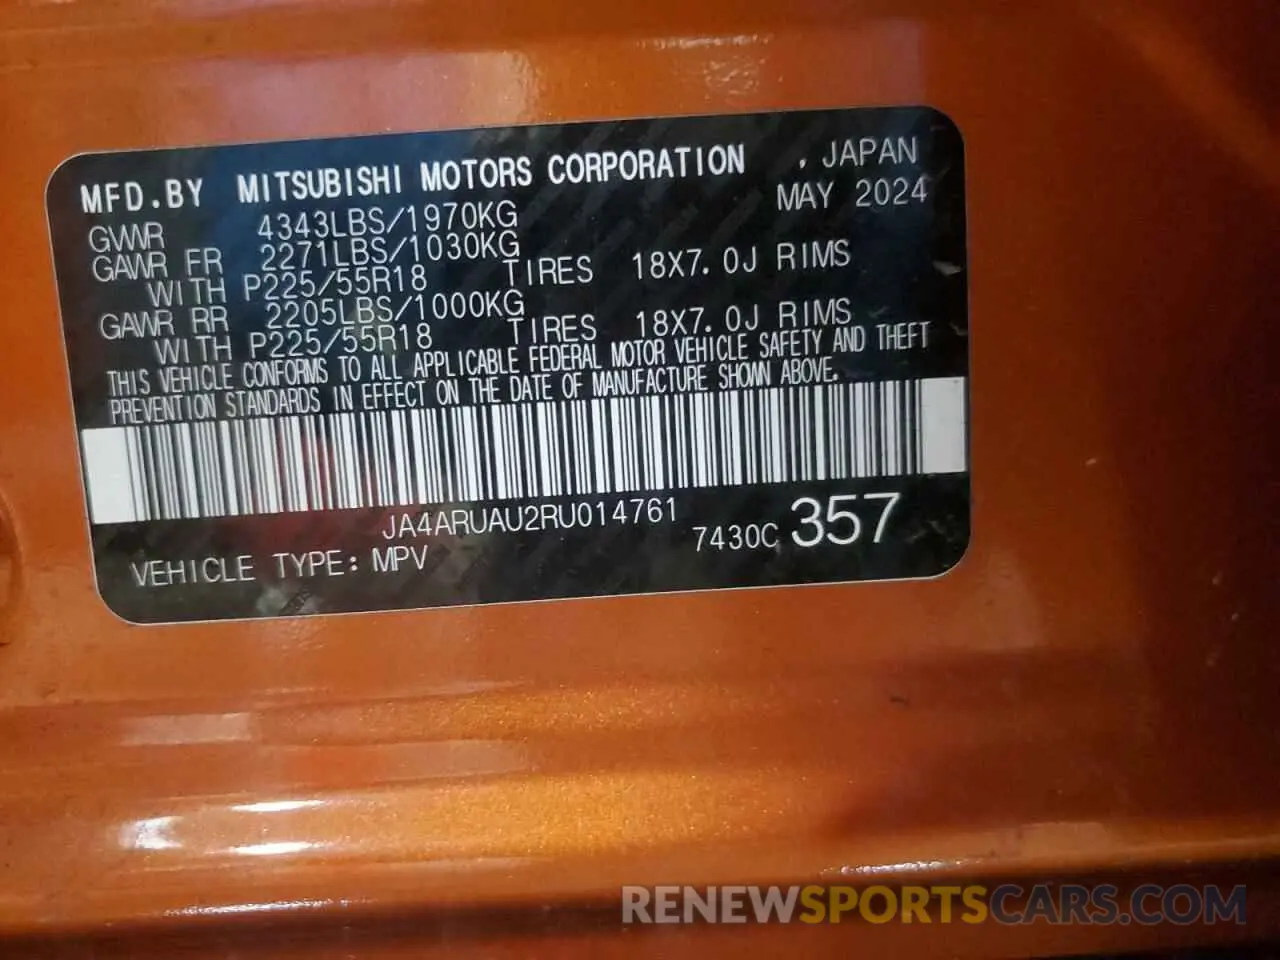 MFD.BY MITSUBISHI MOTORS CORPORATION , JAPAN
MAY 2024
GVWR 4343LBS/1970KG
GAWR FR 2271LBS/1030KG
WITH P225/55R18 TIRES 18X7.0J RIMS
GAWR RR 2205LBS/1000KG
WITH P225/55R18 TIRES 18X7.0J RIMS
THIS VEHICLE CONFORMS TO ALL APPLICABLE FEDERAL MOTOR VEHICLE SAFETY AND THEFT
PREVENTION STANDARDS IN EFFECT ON THE DATE OF MANUFACTURE SHOWN ABOVE.
JA4ARUAU2RU014761
7430C 357
VEHICLE TYPE: MPV
RENEWSPORTSCARS.COM